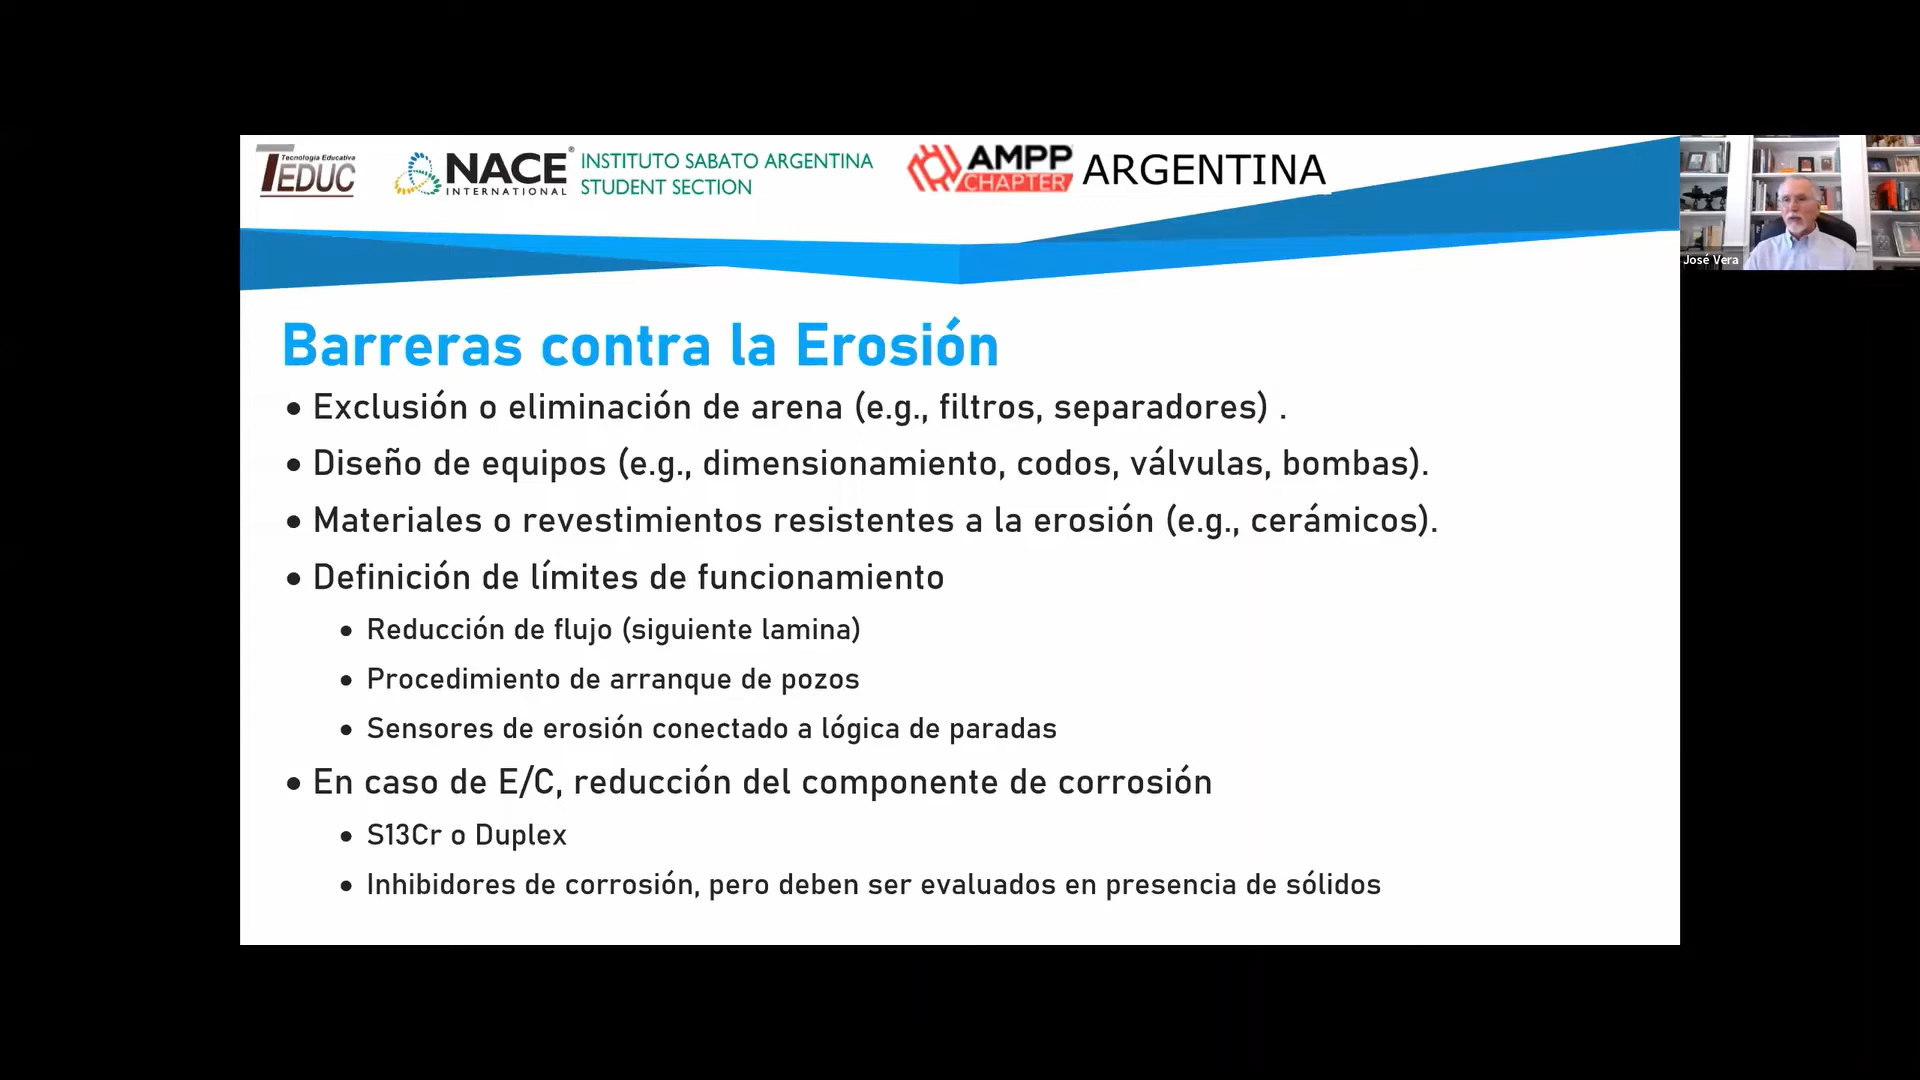 Tecnología Educativa
TEDUC
NACE®
INTERNATIONAL
INSTITUTO SABATO ARGENTINA
STUDENT SECTION
AMPP
CHAPTER
ARGENTINA
José Vera
Barreras contra la Erosión
• Exclusión o eliminación de arena (e.g., filtros, separadores) .
• Diseño de equipos (e.g., dimensionamiento, codos, válvulas, bombas).
• Materiales o revestimientos resistentes a la erosión (e.g., cerámicos).
• Definición de límites de funcionamiento
• Reducción de flujo (siguiente lamina)
• Procedimiento de arranque de pozos
• Sensores de erosión conectado a lógica de paradas
• En caso de E/C, reducción del componente de corrosión
• S13Cr o Duplex
• Inhibidores de corrosión, pero deben ser evaluados en presencia de sólidos